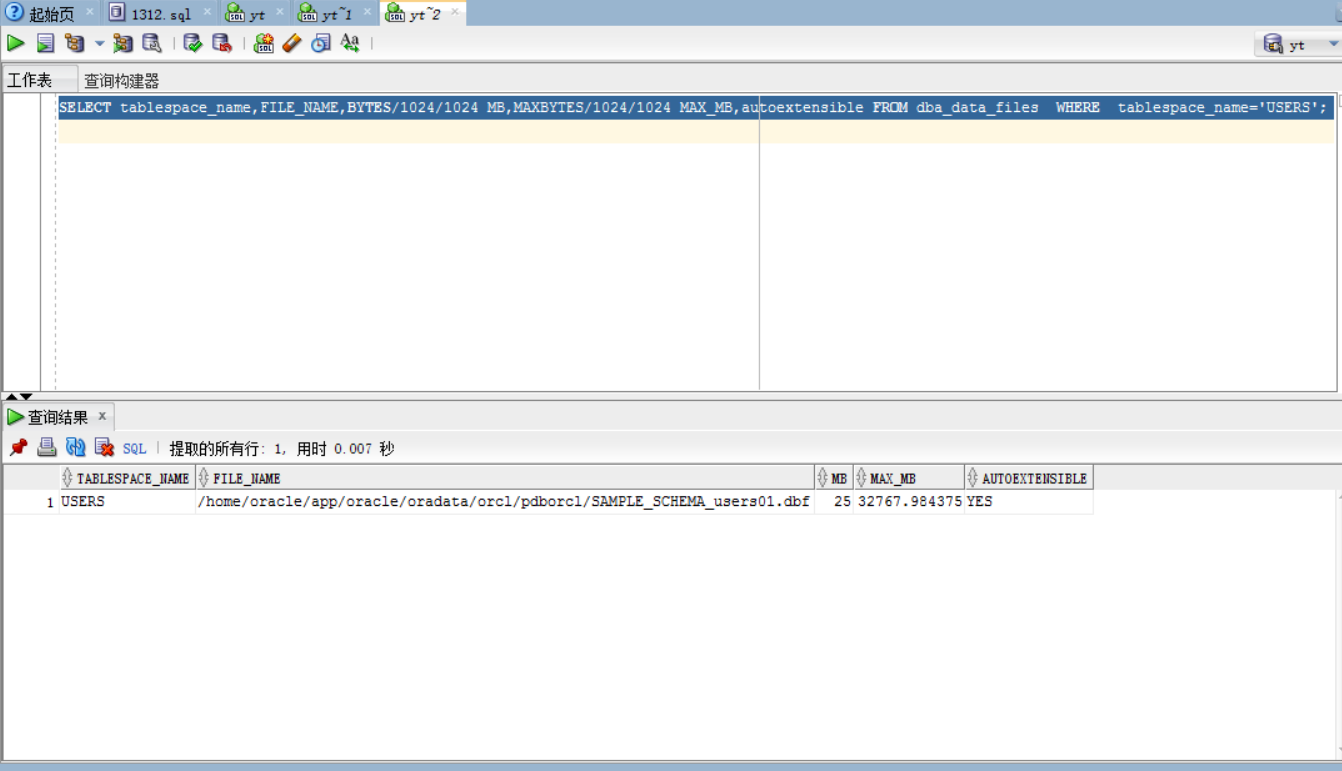 起始页 1312.sql yt yt~1 yt~2
yt
工作表 查询构建器
SELECT tablespace_name,FILE_NAME,BYTES/1024/1024 MB,MAXBYTES/1024/1024 MAX_MB,autoextensible FROM dba_data_files WHERE tablespace_name='USERS';
查询结果
SQL 提取的所有行: 1, 用时 0.007 秒
TABLESPACE_NAME FILE_NAME MB MAX_MB AUTOEXTENSIBLE
1 USERS /home/oracle/app/oracle/oradata/orcl/pdborcl/SAMPLE_SCHEMA_users01.dbf 25 32767.984375 YES